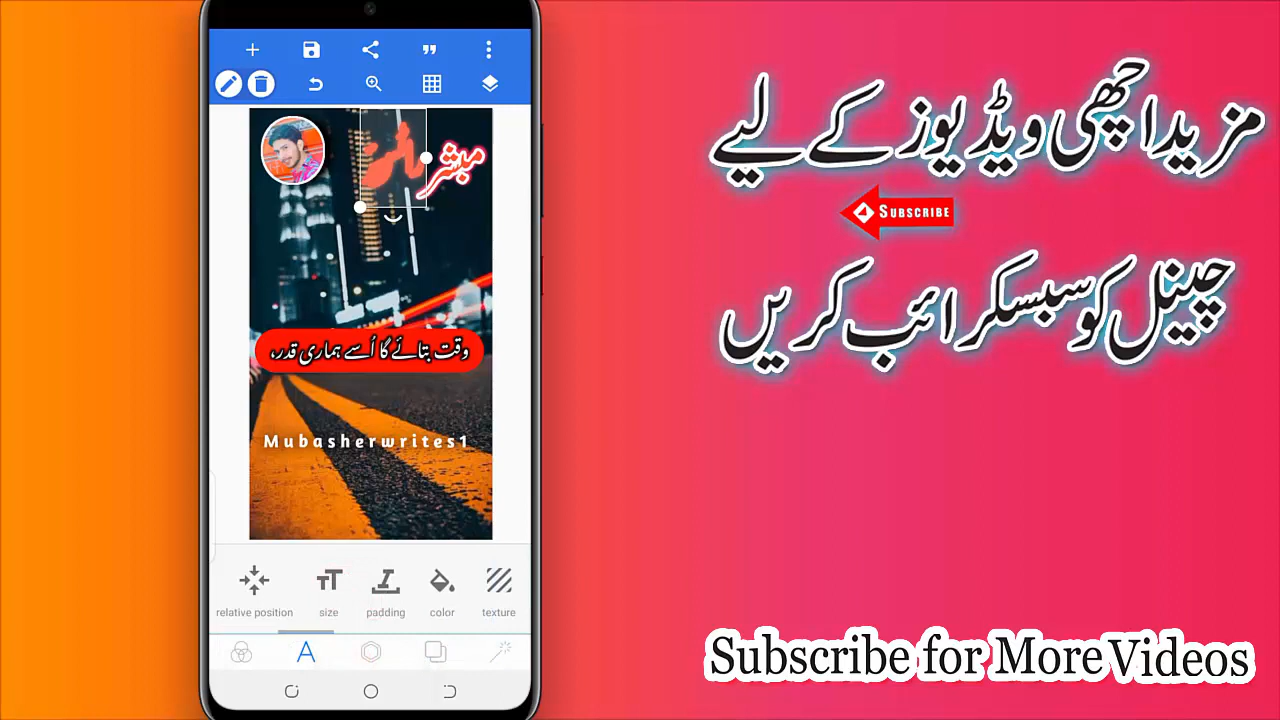 مبشر
وقت بتائے گا اُسے ہماری قدر،
Mubasherwrites1
relative position size padding color texture
مزید اچھی ویڈیوز کے لیے
SUBSCRIBE
چینل کو سبسکرائب کریں
Subscribe for More Videos